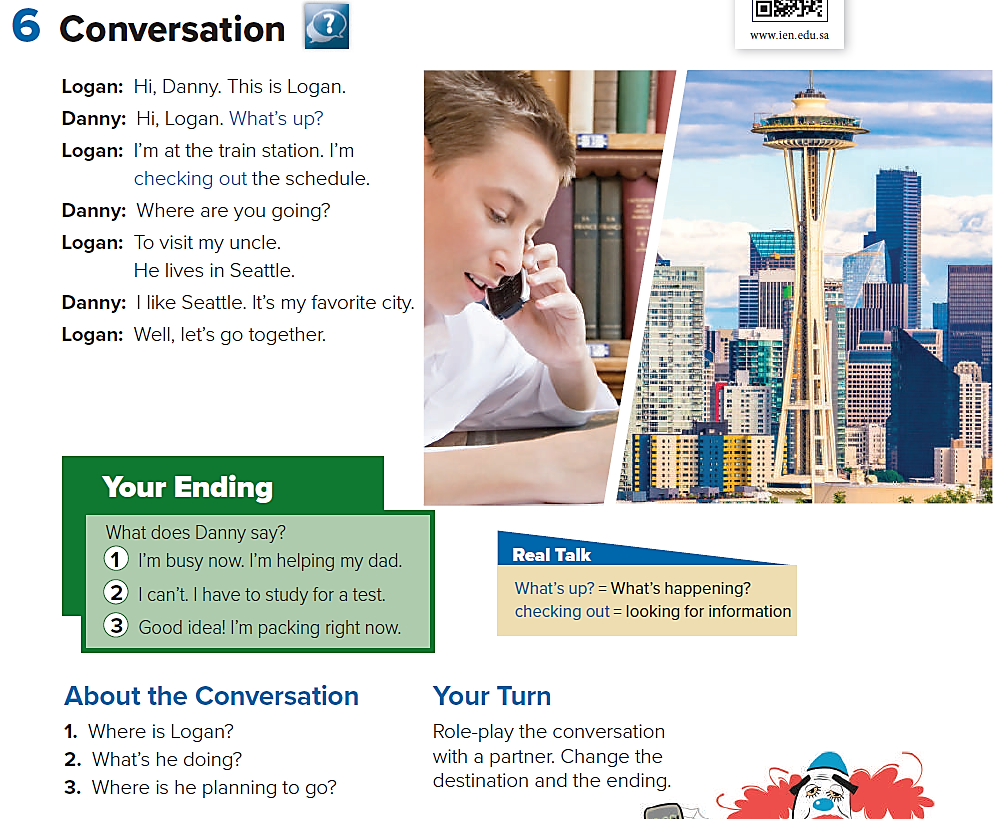 6 Conversation
?
www.ien.edu.sa
Logan: Hi, Danny. This is Logan.
Danny: Hi, Logan. What's up?
Logan: I'm at the train station. I'm
checking out the schedule.
Danny: Where are you going?
Logan: To visit my uncle.
He lives in Seattle.
Danny: I like Seattle. It's my favorite city.
Logan: Well, let's go together.
Your Ending
What does Danny say?
1 I'm busy now. I'm helping my dad.
2 I can't. I have to study for a test.
3 Good idea! I'm packing right now.
Real Talk
What's up? = What's happening?
checking out = looking for information
About the Conversation
1. Where is Logan?
2. What's he doing?
3. Where is he planning to go?
Your Turn
Role-play the conversation
with a partner. Change the
destination and the ending.